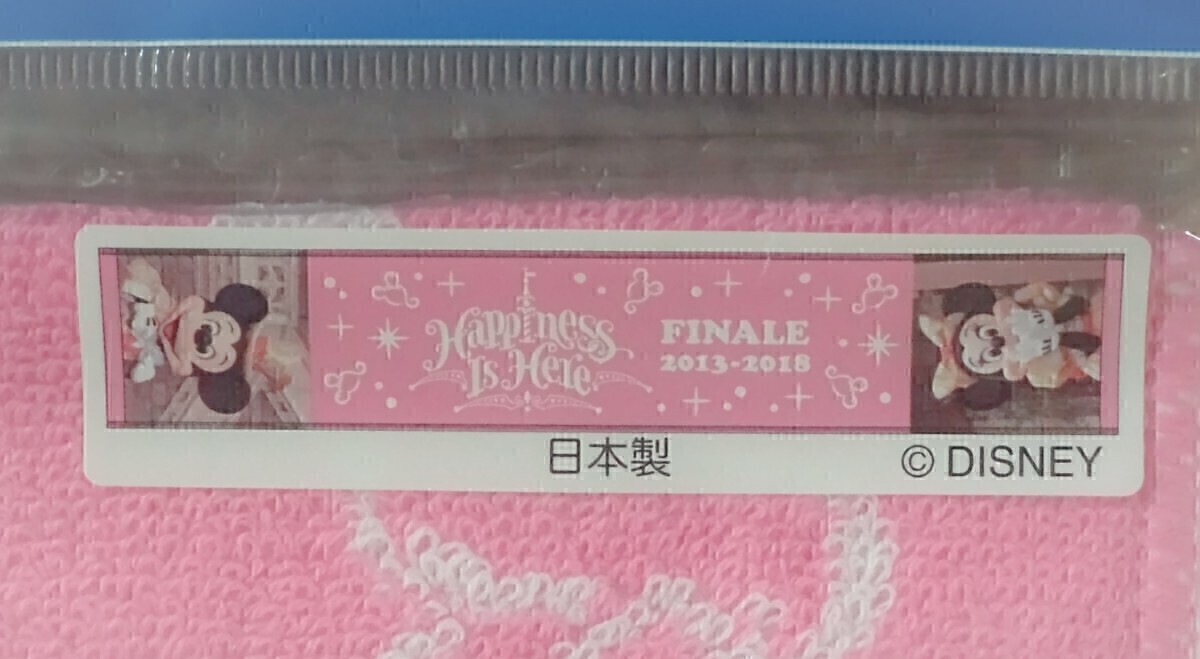 Happiness
Is Here
FINALE
2013-2018
日本製
© DISNEY